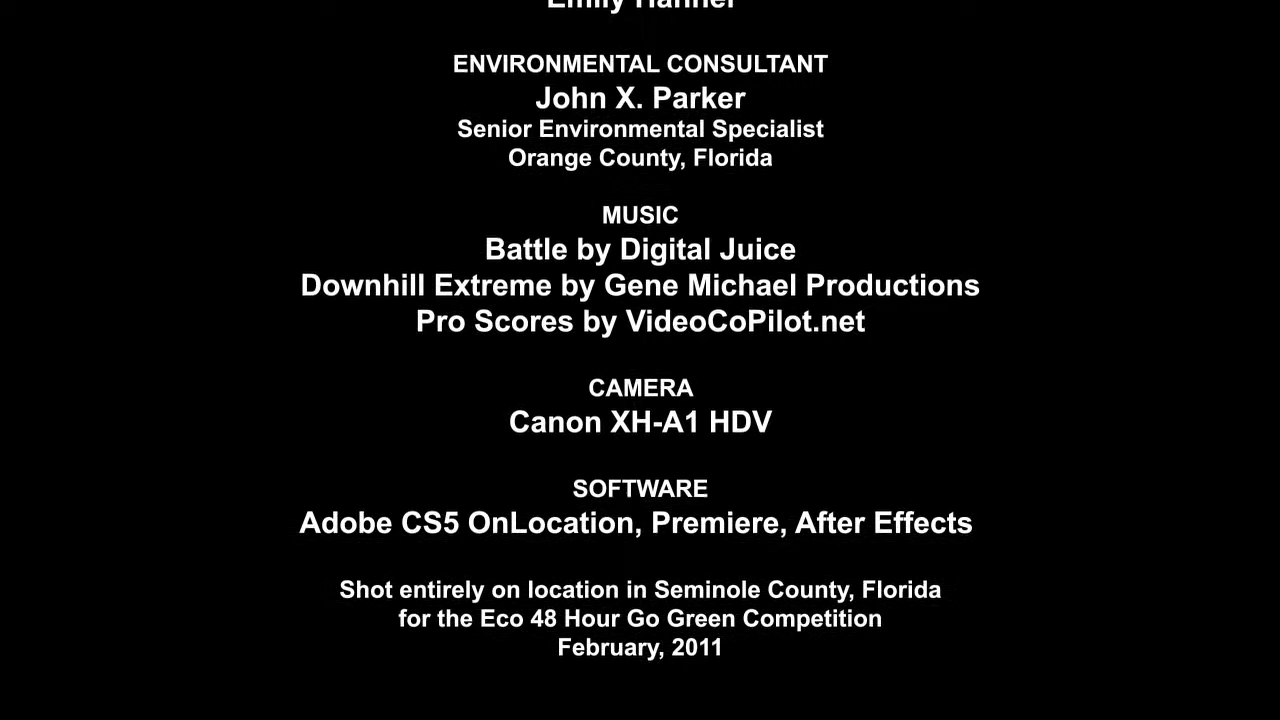 Emily
ENVIRONMENTAL CONSULTANT
John X. Parker
Senior Environmental Specialist
Orange County, Florida
MUSIC
Battle by Digital Juice
Downhill Extreme by Gene Michael Productions
Pro Scores by VideoCoPilot.net
CAMERA
Canon XH-A1 HDV
SOFTWARE
Adobe CS5 OnLocation, Premiere, After Effects
Shot entirely on location in Seminole County, Florida
for the Eco 48 Hour Go Green Competition
February, 2011